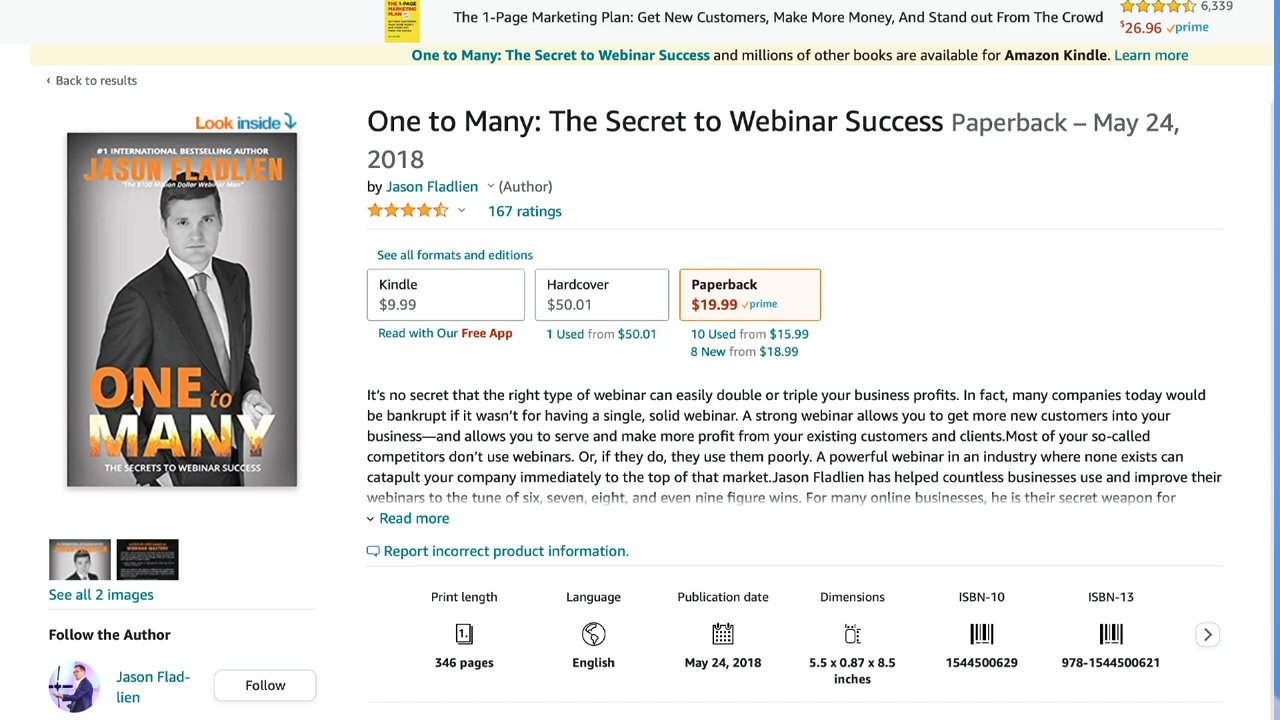 THE 1-PAGE
MARKETING
PLAN
The 1-Page Marketing Plan: Get New Customers, Make More Money, And Stand out From The Crowd
6,339
$26.96 prime
One to Many: The Secret to Webinar Success and millions of other books are available for Amazon Kindle. Learn more
‹ Back to results
Look inside
#1 INTERNATIONAL BESTSELLING AUTHOR
JASON FLADLIEN
"The $100 Million Dollar Webinar Man"
ONE to
MANY
THE SECRETS TO WEBINAR SUCCESS
See all 2 images
Follow the Author
Jason Flad-
lien
Follow
One to Many: The Secret to Webinar Success Paperback – May 24,
2018
by Jason Fladlien (Author)
167 ratings
See all formats and editions
Kindle
$9.99
Read with Our Free App
Hardcover
$50.01
1 Used from $50.01
Paperback
$19.99 prime
10 Used from $15.99
8 New from $18.99
It's no secret that the right type of webinar can easily double or triple your business profits. In fact, many companies today would
be bankrupt if it wasn't for having a single, solid webinar. A strong webinar allows you to get more new customers into your
business—and allows you to serve and make more profit from your existing customers and clients.Most of your so-called
competitors don't use webinars. Or, if they do, they use them poorly. A powerful webinar in an industry where none exists can
catapult your company immediately to the top of that market.Jason Fladlien has helped countless businesses use and improve their
webinars to the tune of six, seven, eight, and even nine figure wins. For many online businesses, he is their secret weapon for
Read more
Report incorrect product information.
Print length
346 pages
Language
English
Publication date
May 24, 2018
Dimensions
5.5 x 0.87 x 8.5
inches
ISBN-10
1544500629
ISBN-13
978-1544500621